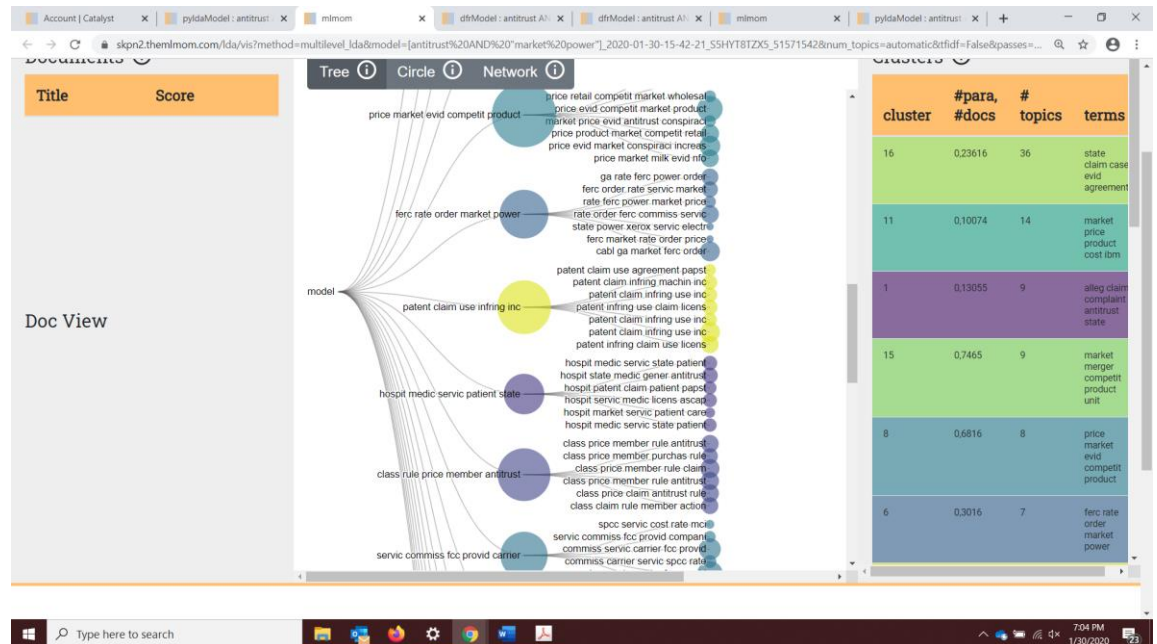 Account | Catalyst
pyldaModel : antitrust
mlmom
dfrModel : antitrust AN
dfrModel : antitrust AN
mlmom
pyldaModel : antitrust
skpn2.themlmom.com/lda/vis?method=multilevel_lda&model=[antitrust%20AND%20"market%20power"]_2020-01-30-15-42-21_S5HYT8TZX5_51571542&num_topics=automatic&tfidf=False&passes=...
Documents
Title Score
Doc View
Tree Circle Network
model
price market evid competit product
price retail competit market wholesal
price evid competit market product
market price evid antitrust conspiraci
price product market competit retail
price evid market conspiraci increas
price market milk evid nfo
ferc rate order market power
ga rate ferc power order
ferc order rate servic market
rate ferc power market price
rate order ferc commiss servic
state power xerox servic electr
ferc market rate order price
cabl ga market ferc order
patent claim use infring inc
patent claim use agreement papst
patent claim infring machin inc
patent claim infring use inc
patent infring use claim licens
patent claim infring use inc
patent claim infring use inc
patent infring claim use licens
hospit medic servic patient state
hospit medic servic state patient
hospit state medic gener antitrust
hospit patent claim patient papst
hospit servic medic licens ascap
hospit market servic patient care
hospit medic servic state patient
class rule price member antitrust
class price member rule antitrust
class price member purchas rule
class price member rule claim
class price member rule antitrust
class price claim antitrust rule
class claim rule member action
servic commiss fcc provid carrier
spcc servic cost rate mci
servic commiss fcc provid compani
commiss servic carrier fcc provid
commiss carrier servic spcc rate
Clusters
cluster #para, #docs # topics terms
16 0,23616 36 state
claim case
evid
agreement
11 0,10074 14 market
price
product
cost ibm
1 0,13055 9 alleg claim
complaint
antitrust
state
15 0,7465 9 market
merger
competit
product
unit
8 0,6816 8 price
market
evid
competit
product
6 0,3016 7 ferc rate
order
market
power
Type here to search
7:04 PM
1/30/2020
23